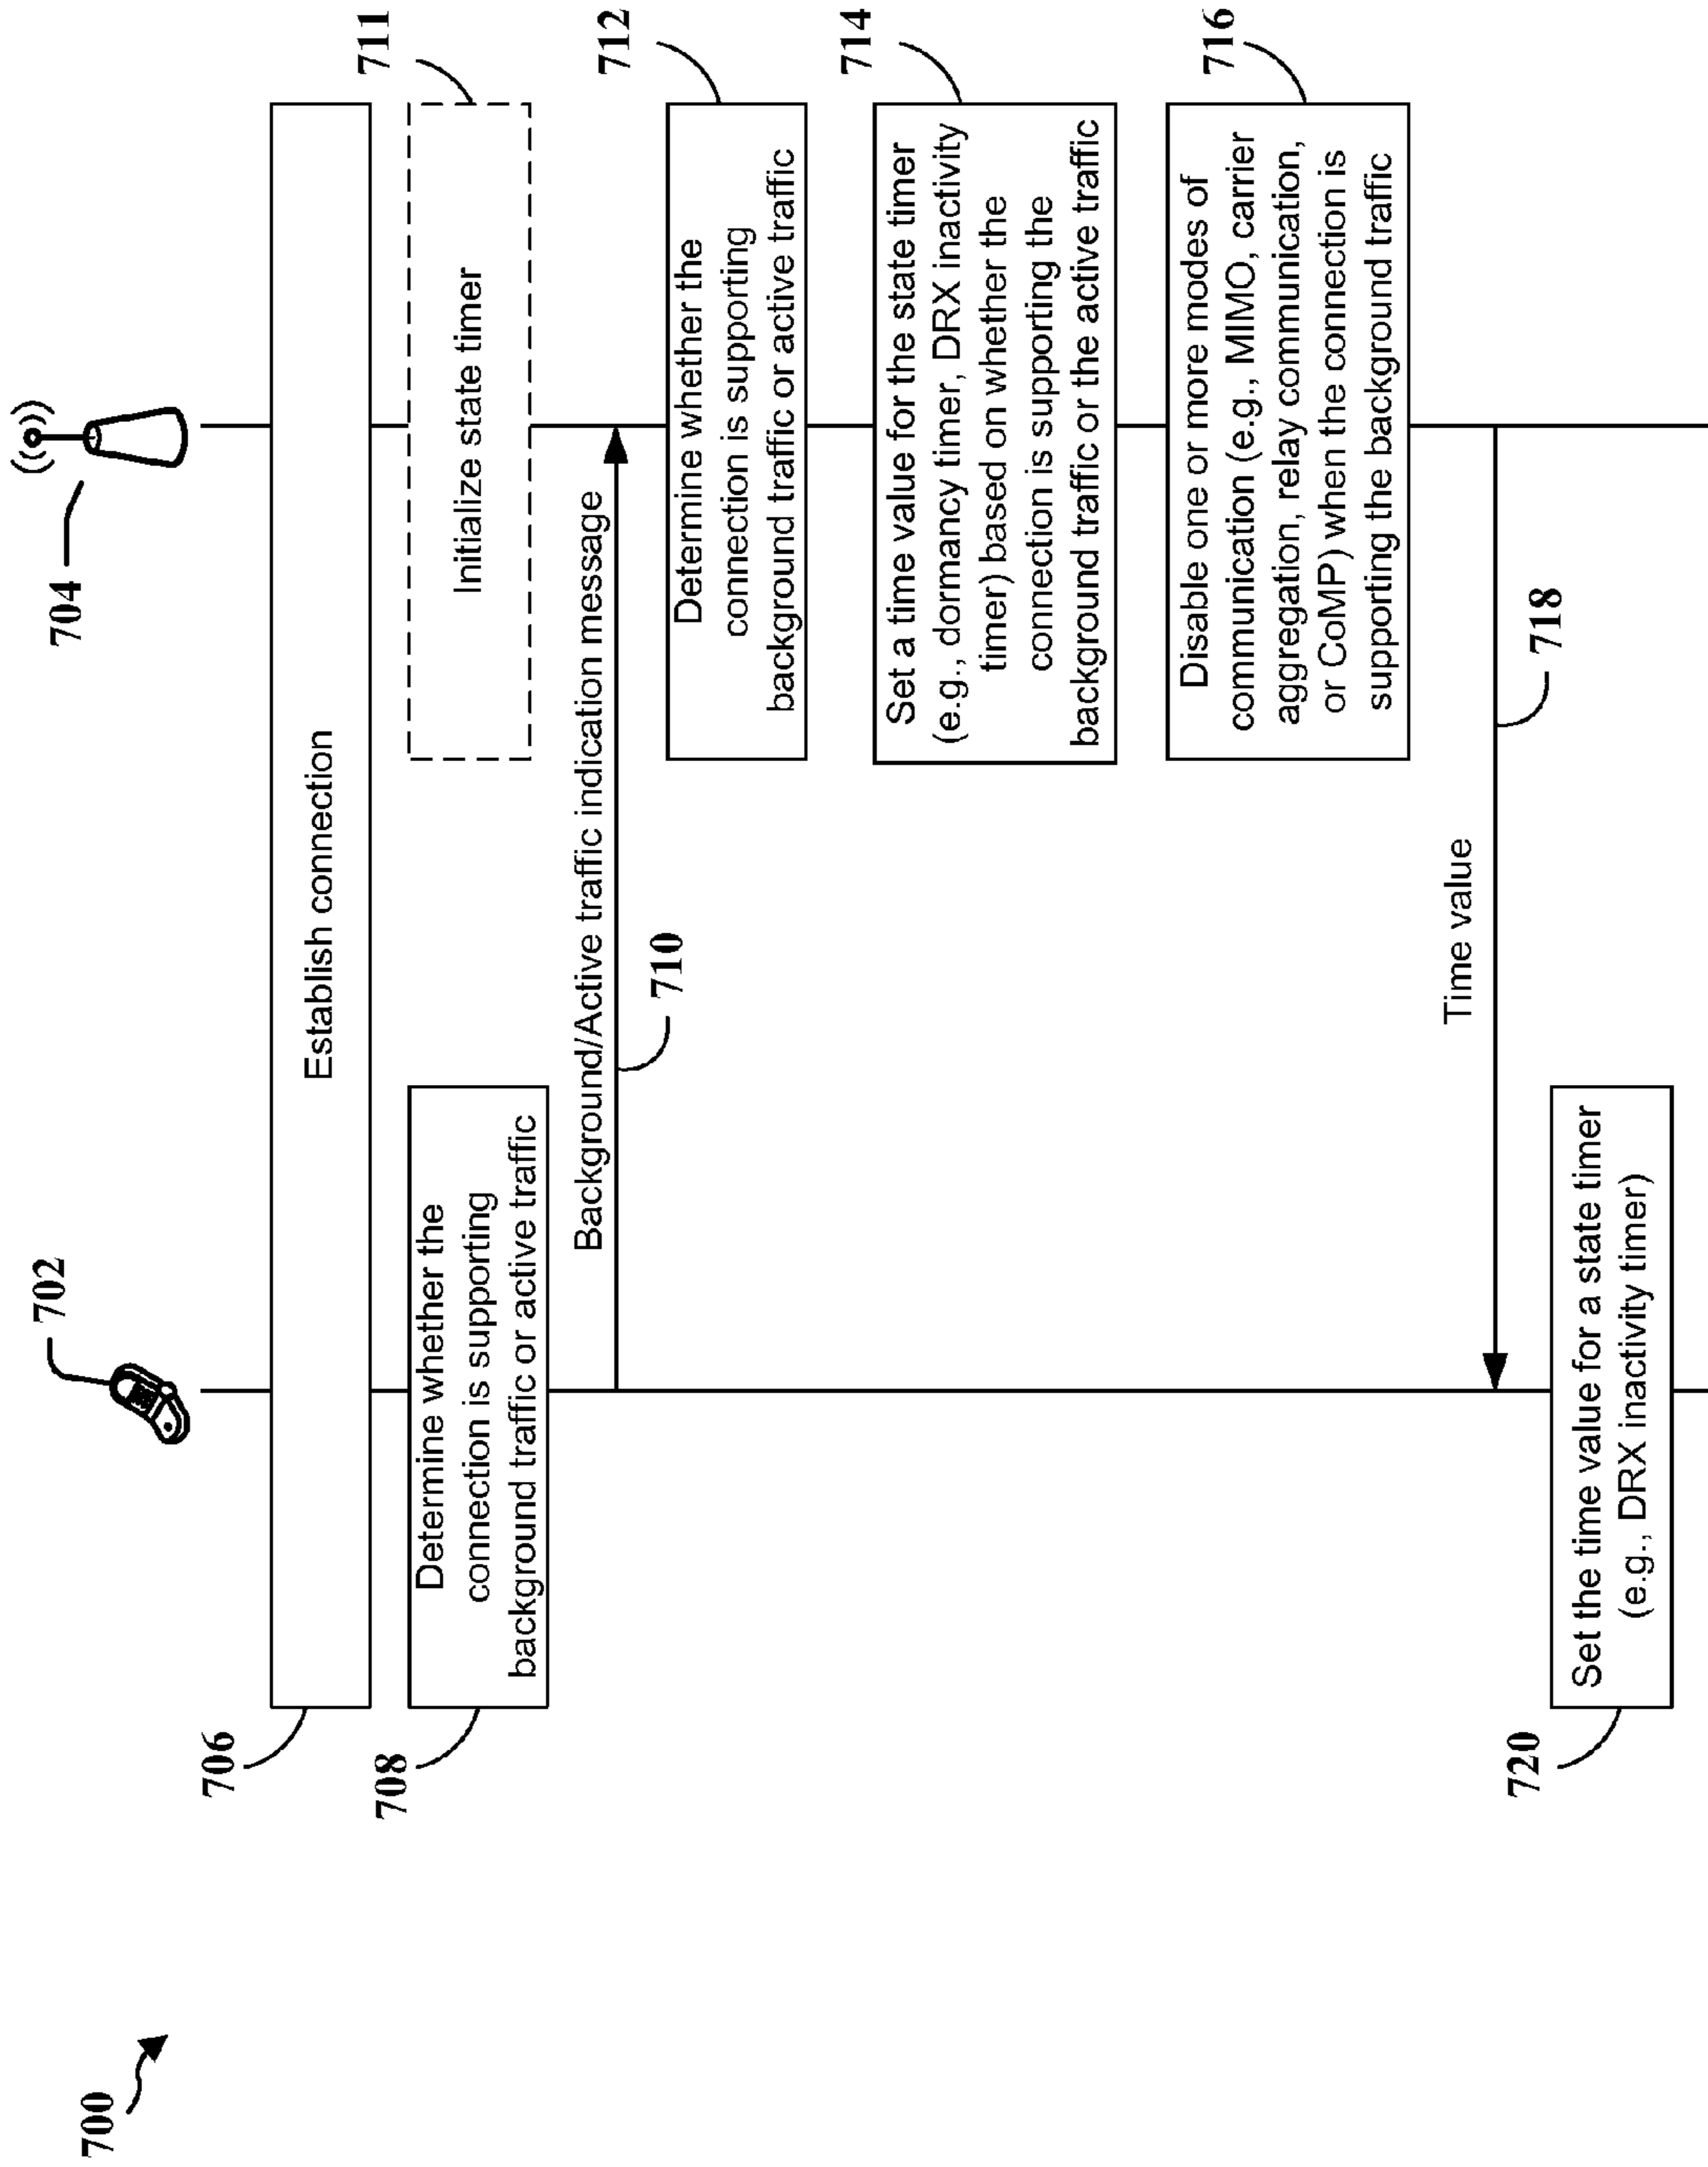 700
702
704
706
Establish connection
708
Determine whether the
connection is supporting
background traffic or active traffic
711
Initialize state timer
Background/Active traffic indication message
710
712
Determine whether the
connection is supporting
background traffic or active traffic
714
Set a time value for the state timer
(e.g., dormancy timer, DRX inactivity
timer) based on whether the
connection is supporting the
background traffic or the active traffic
716
Disable one or more modes of
communication (e.g., MIMO, carrier
aggregation, relay communication,
or CoMP) when the connection is
supporting the background traffic
Time value
718
720
Set the time value for a state timer
(e.g., DRX inactivity timer)